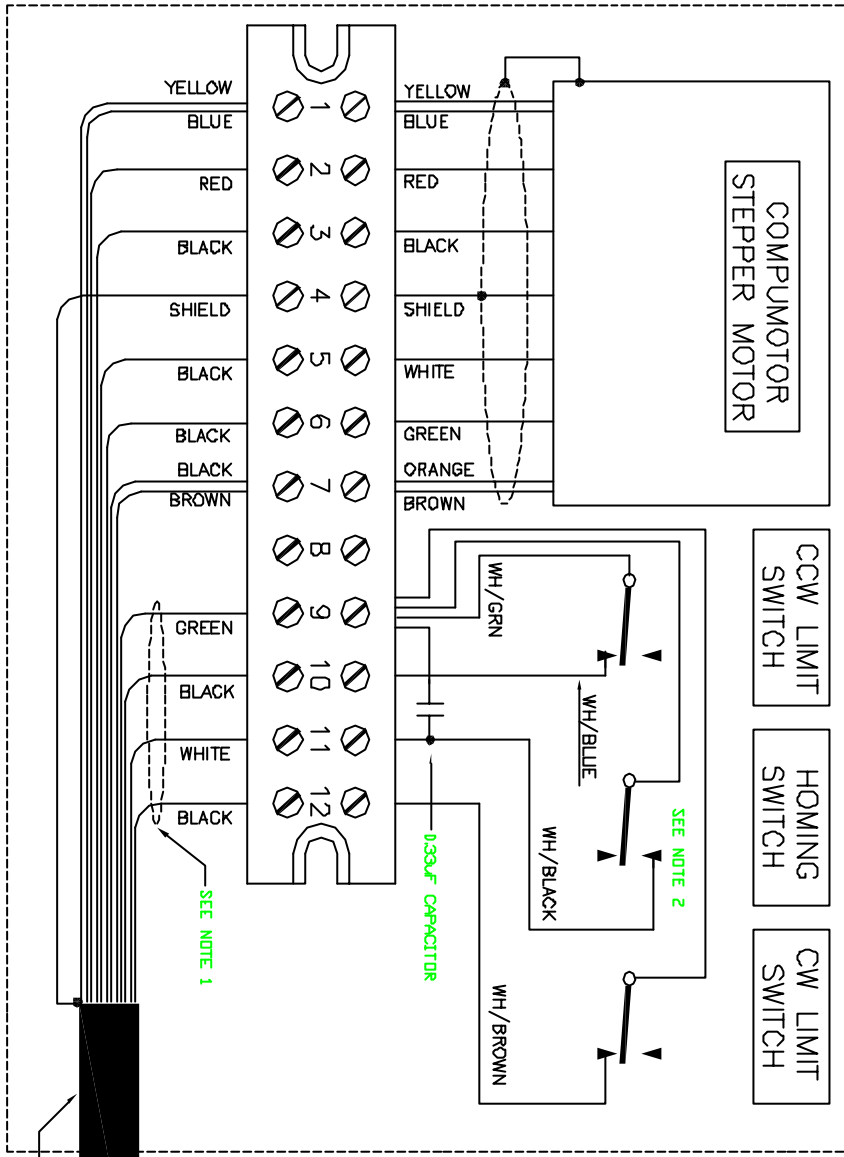 YELLOW
BLUE
RED
BLACK
SHIELD
BLACK
BLACK
BLACK
BROWN
GREEN
BLACK
WHITE
BLACK
1
2
3
4
5
6
7
8
9
10
11
12
YELLOW
BLUE
RED
BLACK
SHIELD
WHITE
GREEN
ORANGE
BROWN
COMPUMOTOR
STEPPER MOTOR
CCW LIMIT
SWITCH
HOMING
SWITCH
CW LIMIT
SWITCH
WH/GRN
WH/BLUE
WH/BLACK
WH/BROWN
SEE NOTE 2
0.33uF CAPACITOR
SEE NOTE 1